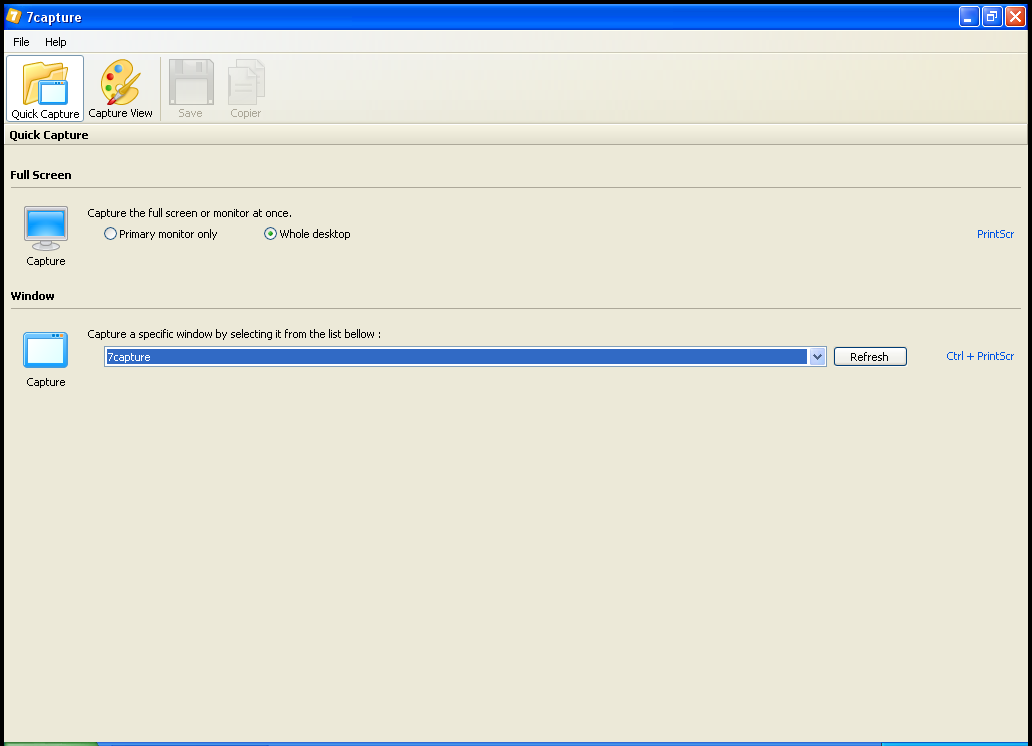 7capture
File Help
Quick Capture Capture View Save Copier
Quick Capture
Full Screen
Capture the full screen or monitor at once.
Primary monitor only Whole desktop PrintScr
Capture
Window
Capture a specific window by selecting it from the list bellow :
7capture Refresh Ctrl + PrintScr
Capture